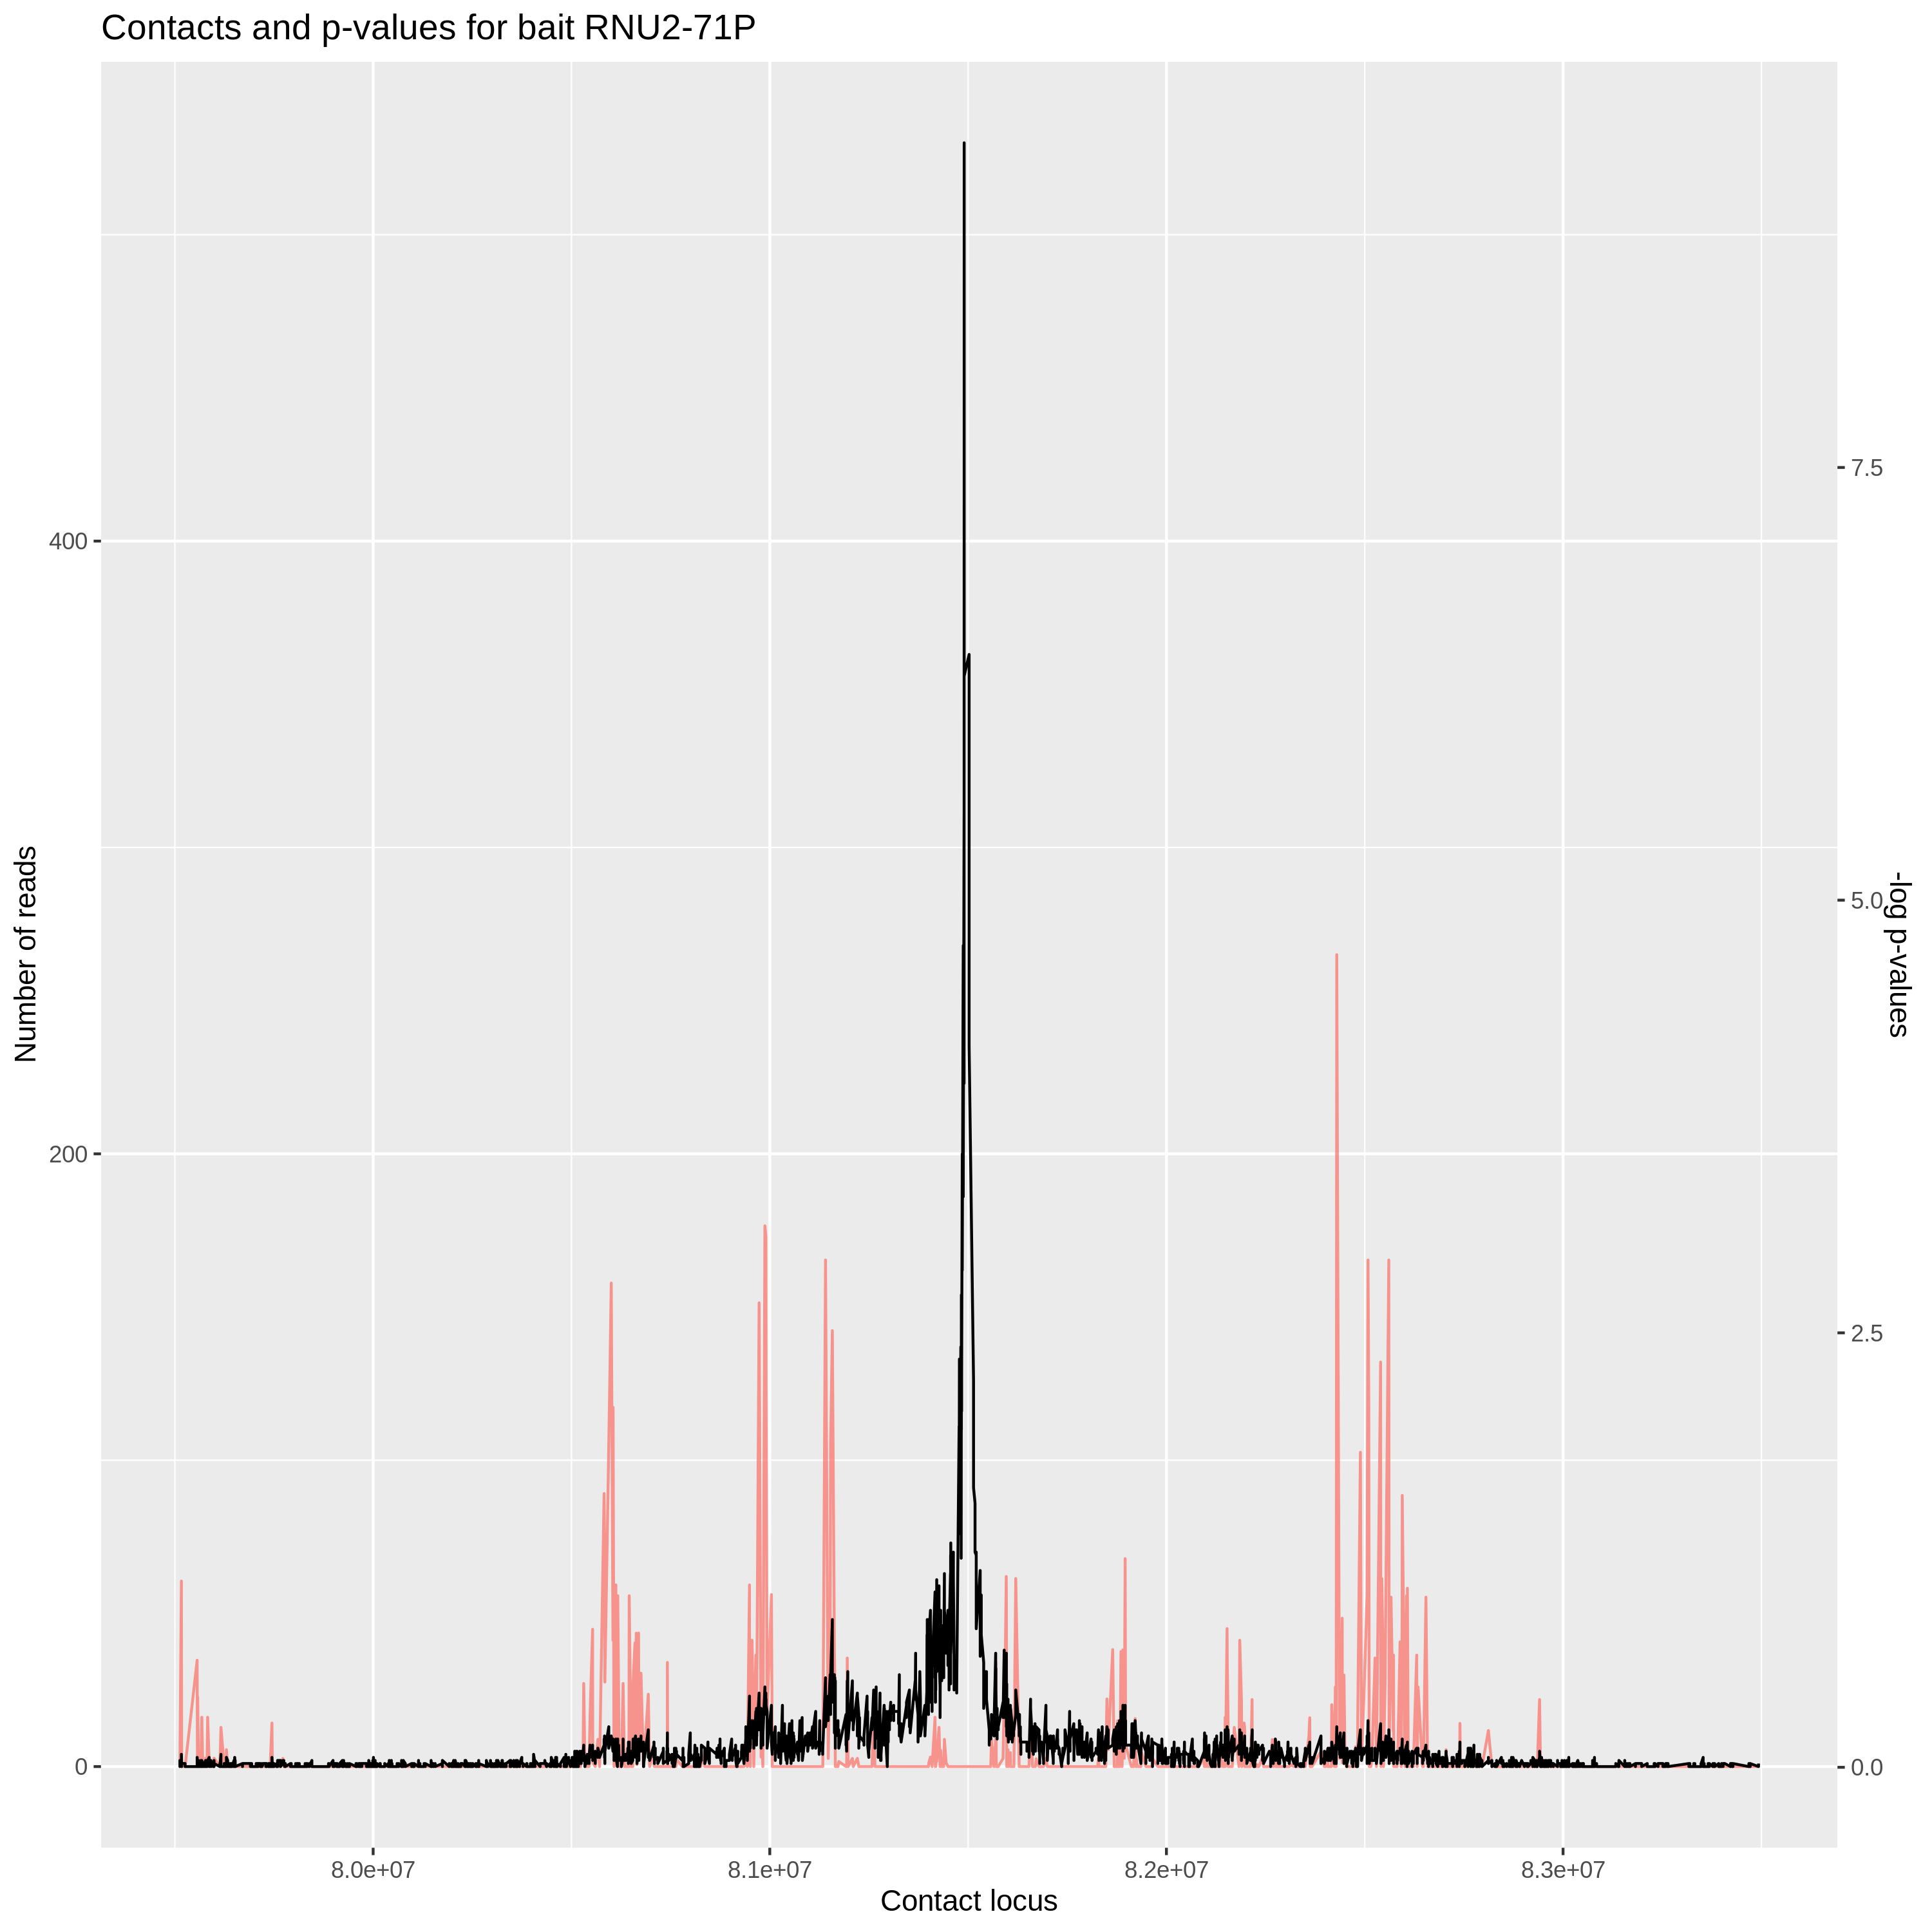 Contacts and p-values for bait RNU2-71P
Number of reads
400
200
0
7.5
5.0
2.5
0.0
-log p-values
8.0e+07
8.1e+07
8.2e+07
8.3e+07
Contact locus